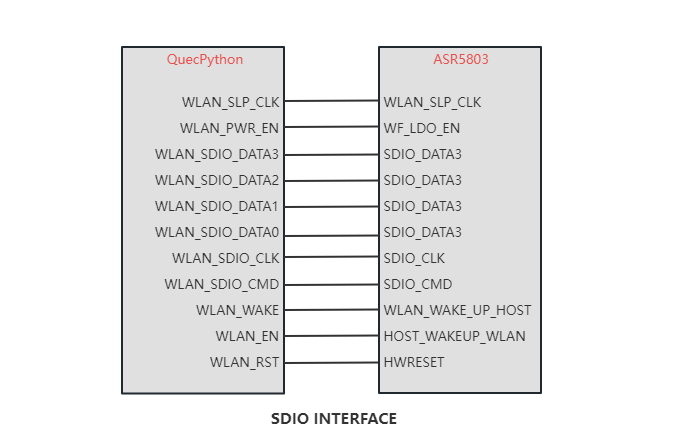 QuecPython ASR5803
WLAN_SLP_CLK WLAN_SLP_CLK
WLAN_PWR_EN WF_LDO_EN
WLAN_SDIO_DATA3 SDIO_DATA3
WLAN_SDIO_DATA2 SDIO_DATA3
WLAN_SDIO_DATA1 SDIO_DATA3
WLAN_SDIO_DATA0 SDIO_DATA3
WLAN_SDIO_CLK SDIO_CLK
WLAN_SDIO_CMD SDIO_CMD
WLAN_WAKE WLAN_WAKE_UP_HOST
WLAN_EN HOST_WAKEUP_WLAN
WLAN_RST HWRESET
SDIO INTERFACE